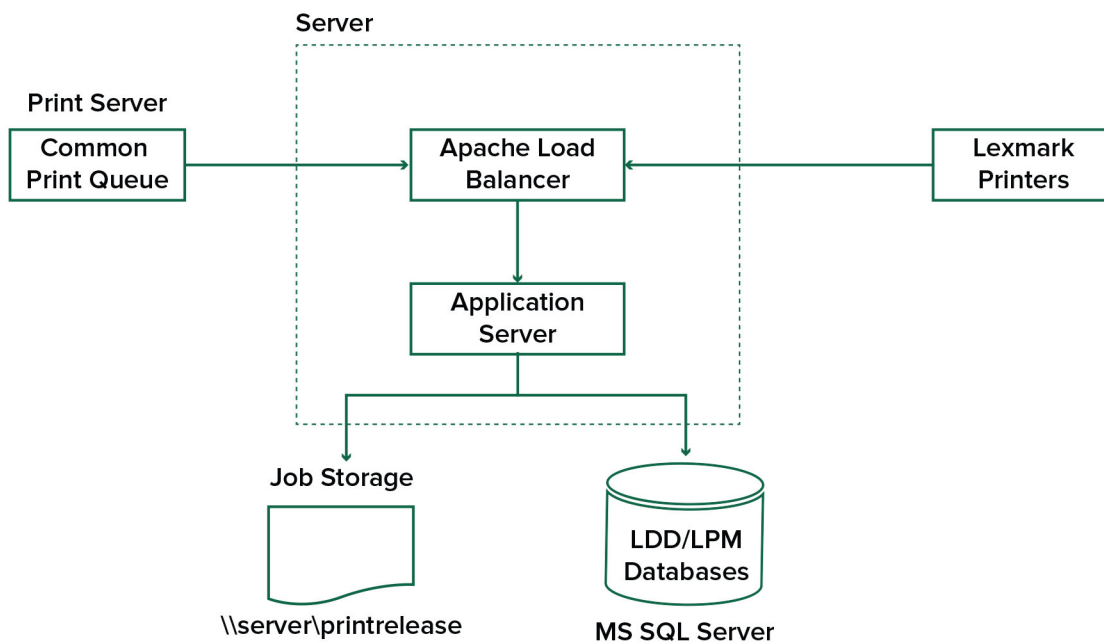 Server
Print Server
Common
Print Queue
Apache Load
Balancer
Lexmark
Printers
Application
Server
Job Storage
\\server\printrelease
LDD/LPM
Databases
MS SQL Server